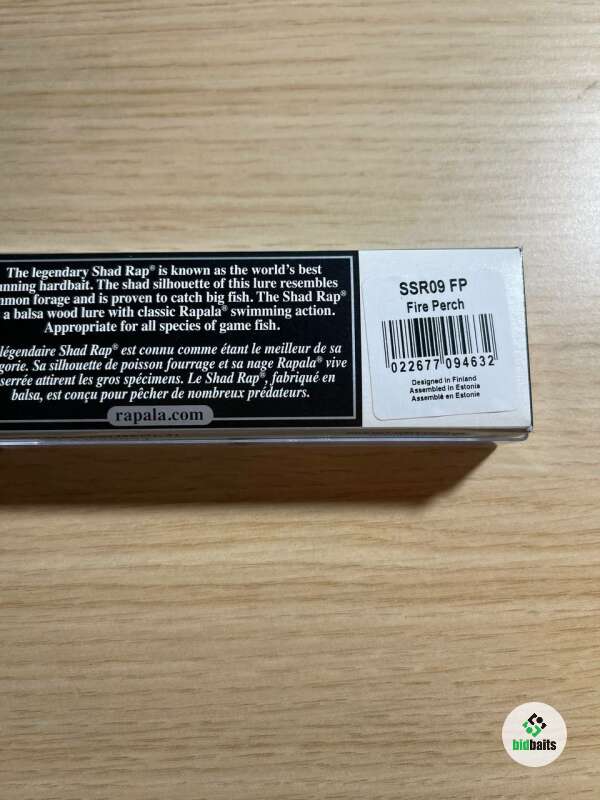 The legendary Shad Rap® is known as the world's best
nning hardbait. The shad silhouette of this lure resembles
mmon forage and is proven to catch big fish. The Shad Rap®
a balsa wood lure with classic Rapala® swimming action.
Appropriate for all species of game fish.
légendaire Shad Rap® est connu comme étant le meilleur de sa
gorie. Sa silhouette de poisson fourrage et sa nage Rapala® vive
serrée attirent les gros spécimens. Le Shad Rap®, fabriqué en
balsa, est conçu pour pêcher de nombreux prédateurs.
rapala.com
SSR09 FP
Fire Perch
022677 094632
Designed in Finland
Assembled in Estonia
Assemblé en Estonie
bidbaits